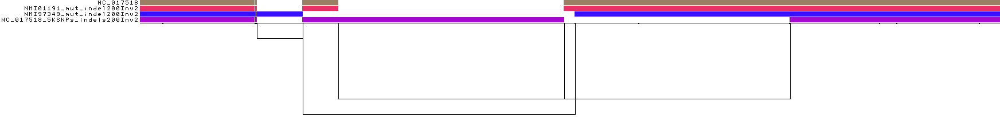 NC_017518
NMI01191_mut_indel200Inv2
NMI97349_mut_indel200Inv2
NC_017518_5KSNPs_indels200Inv2